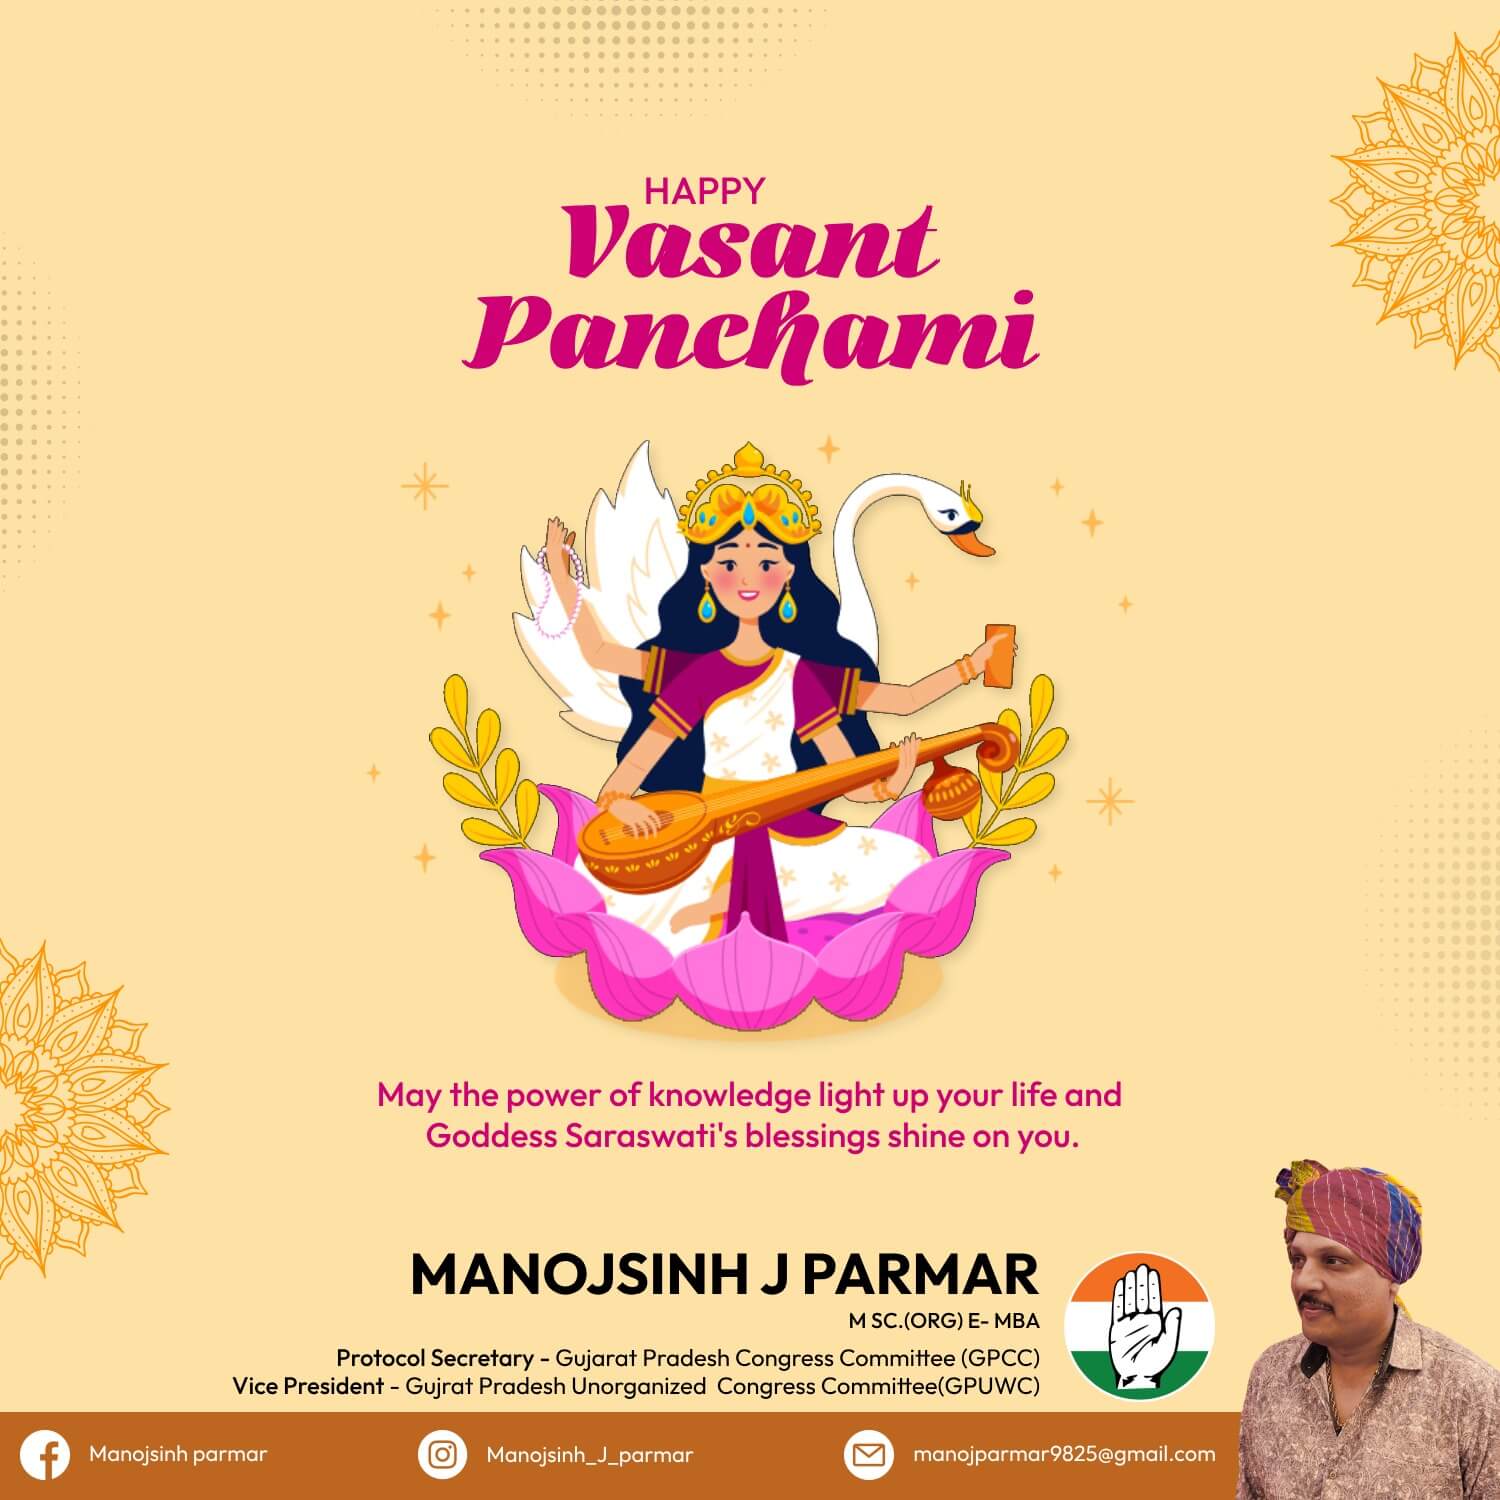 HAPPY
Vasant
Panchami
May the power of knowledge light up your life and
Goddess Saraswati's blessings shine on you.
MANOJSINH J PARMAR
M SC.(ORG) E- MBA
Protocol Secretary - Gujarat Pradesh Congress Committee (GPCC)
Vice President - Gujrat Pradesh Unorganized  Congress Committee(GPUWC)
Manojsinh parmar
Manojsinh_J_parmar
manojparmar9825@gmail.com